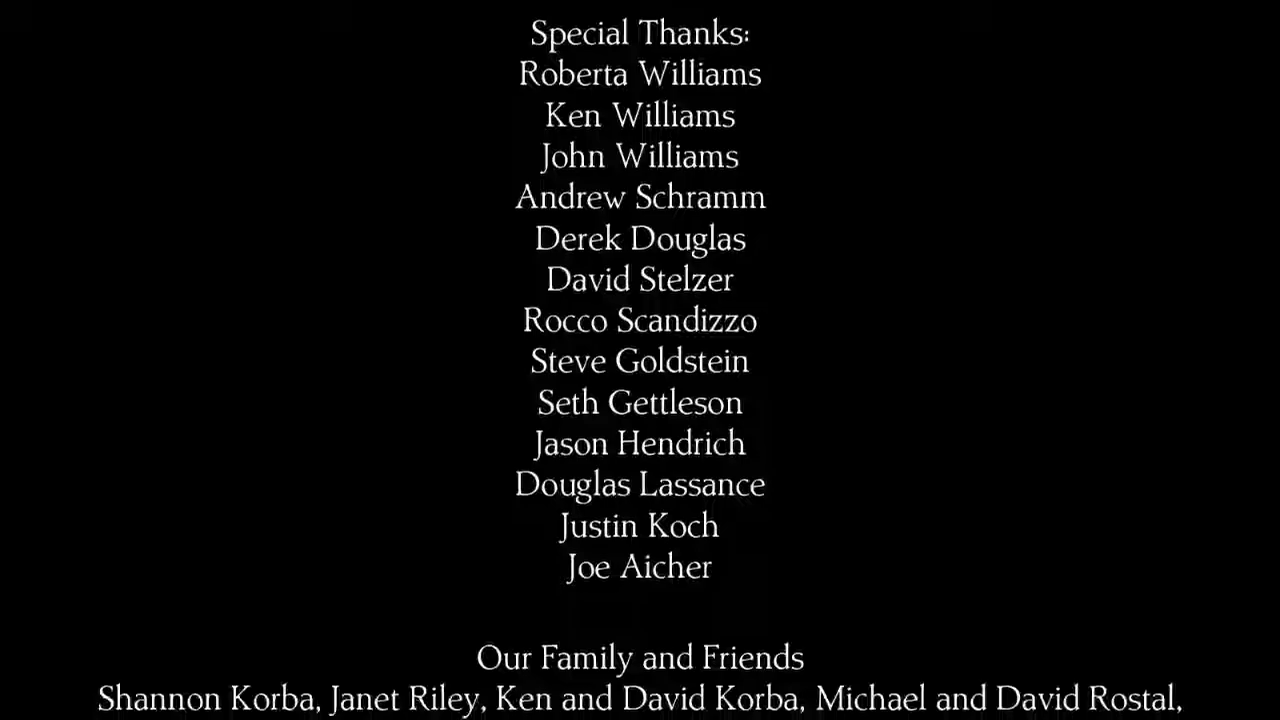 Special Thanks:
Roberta Williams
Ken Williams
John Williams
Andrew Schramm
Derek Douglas
David Stelzer
Rocco Scandizzo
Steve Goldstein
Seth Gettleson
Jason Hendrich
Douglas Lassance
Justin Koch
Joe Aicher
Our Family and Friends
Shannon Korba, Janet Riley, Ken and David Korba, Michael and David Rostal,